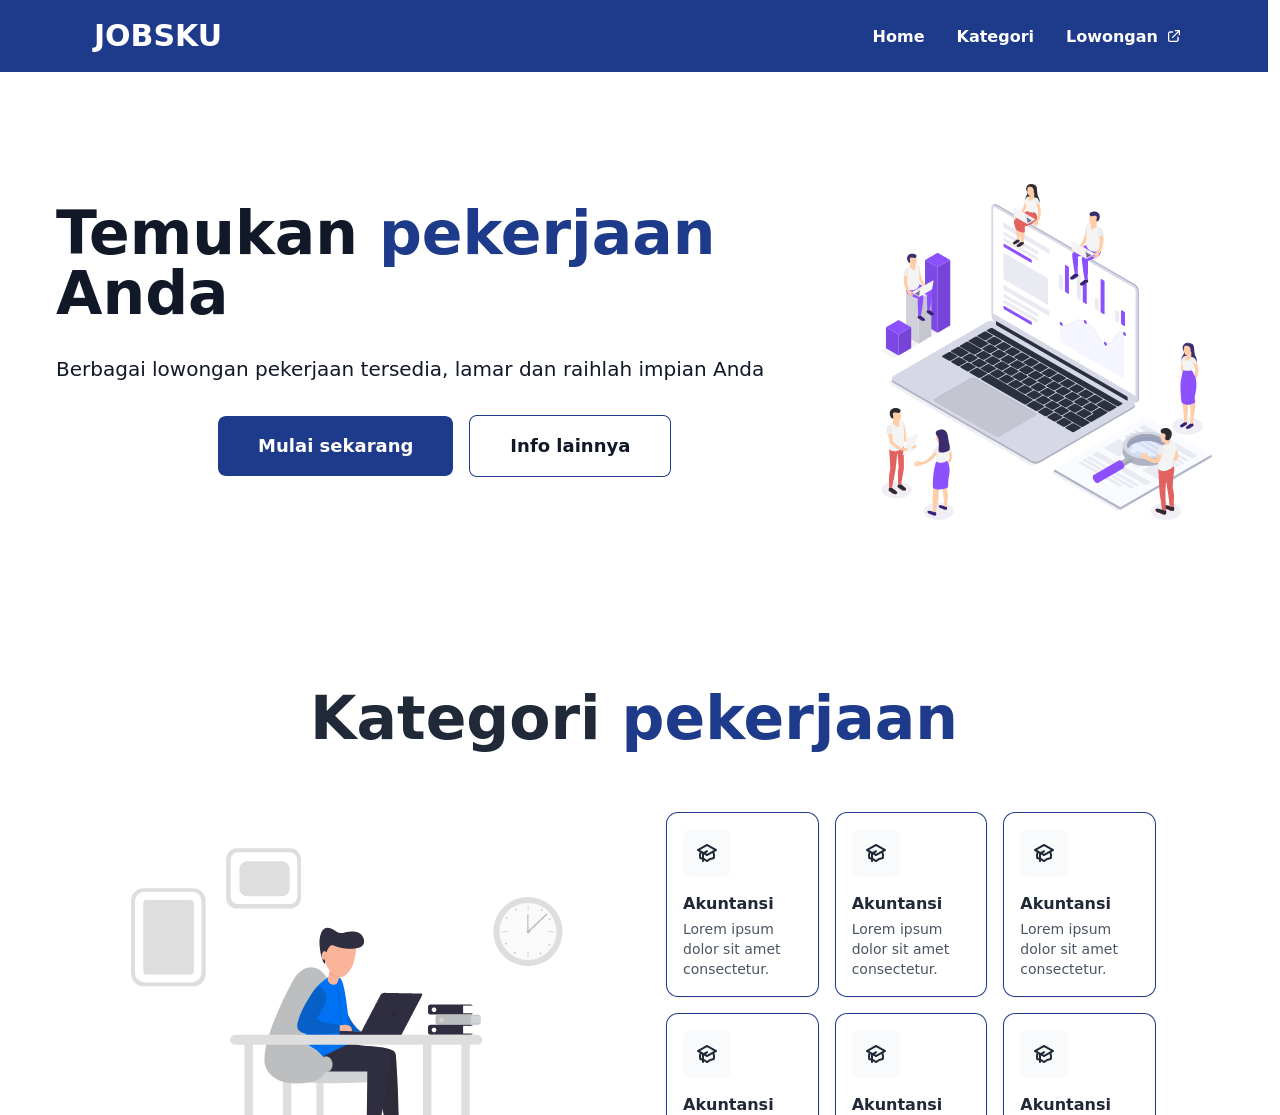 JOBSKU
Home Kategori Lowongan
Temukan pekerjaan
Anda
Berbagai lowongan pekerjaan tersedia, lamar dan raihlah impian Anda
Mulai sekarang Info lainnya
Kategori pekerjaan
Akuntansi
Lorem ipsum
dolor sit amet
consectetur.
Akuntansi
Lorem ipsum
dolor sit amet
consectetur.
Akuntansi
Lorem ipsum
dolor sit amet
consectetur.
Akuntansi
Akuntansi
Akuntansi